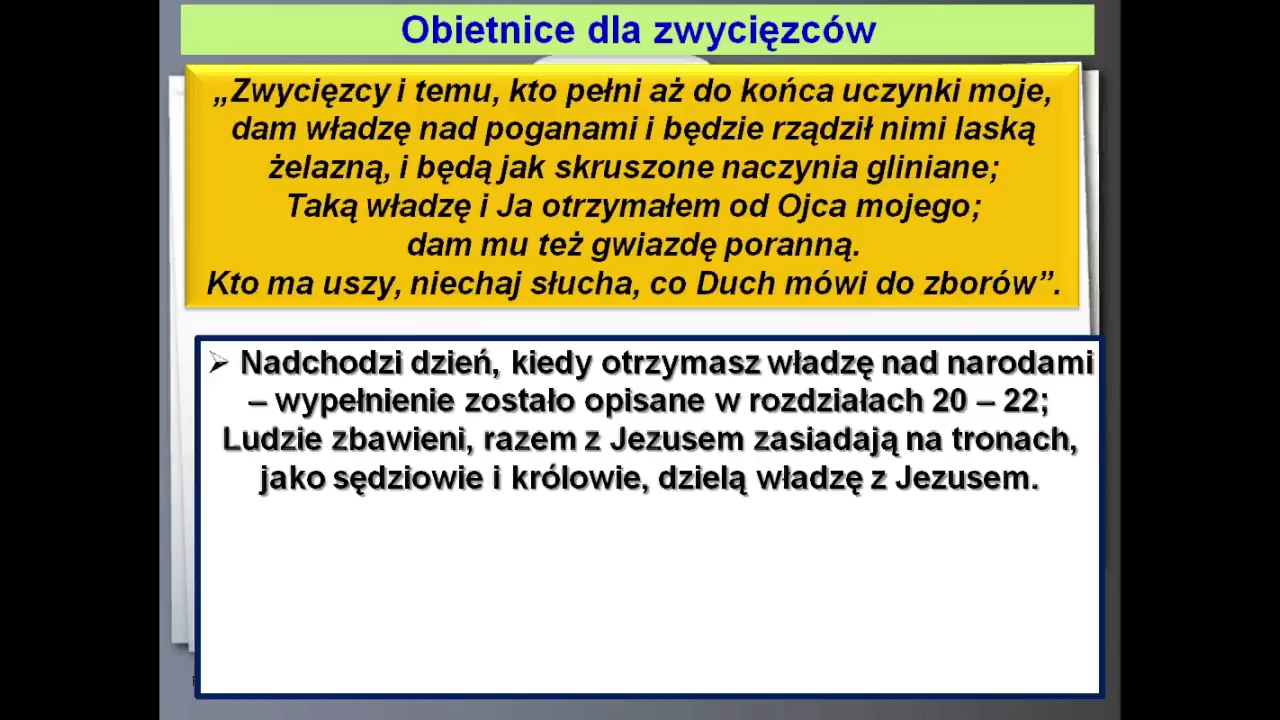 Obietnice dla zwycięzców
„Zwycięzcy i temu, kto pełni aż do końca uczynki moje,
dam władzę nad poganami i będzie rządził nimi laską
żelazną, i będą jak skruszone naczynia gliniane;
Taką władzę i Ja otrzymałem od Ojca mojego;
dam mu też gwiazdę poranną.
Kto ma uszy, niechaj słucha, co Duch mówi do zborów”.
➢ Nadchodzi dzień, kiedy otrzymasz władzę nad narodami
– wypełnienie zostało opisane w rozdziałach 20 – 22;
Ludzie zbawieni, razem z Jezusem zasiadają na tronach,
jako sędziowie i królowie, dzielą władzę z Jezusem.